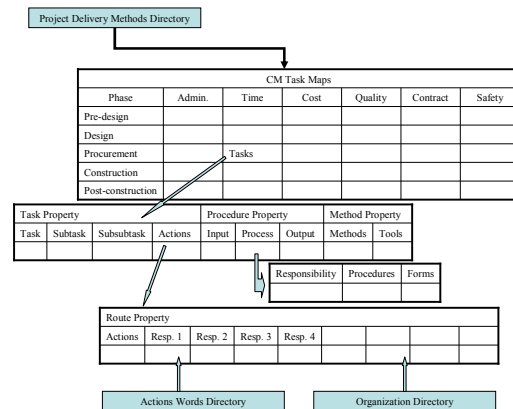 Project Delivery Methods Directory
CM Task Maps
Phase Admin. Time Cost Quality Contract Safety
Pre-design
Design
Procurement Tasks
Construction
Post-construction
Task Property Procedure Property Method Property
Task Subtask Subsubtask Actions Input Process Output Methods Tools
Responsibility Procedures Forms
Route Property
Actions Resp. 1 Resp. 2 Resp. 3 Resp. 4
Actions Words Directory Organization Directory